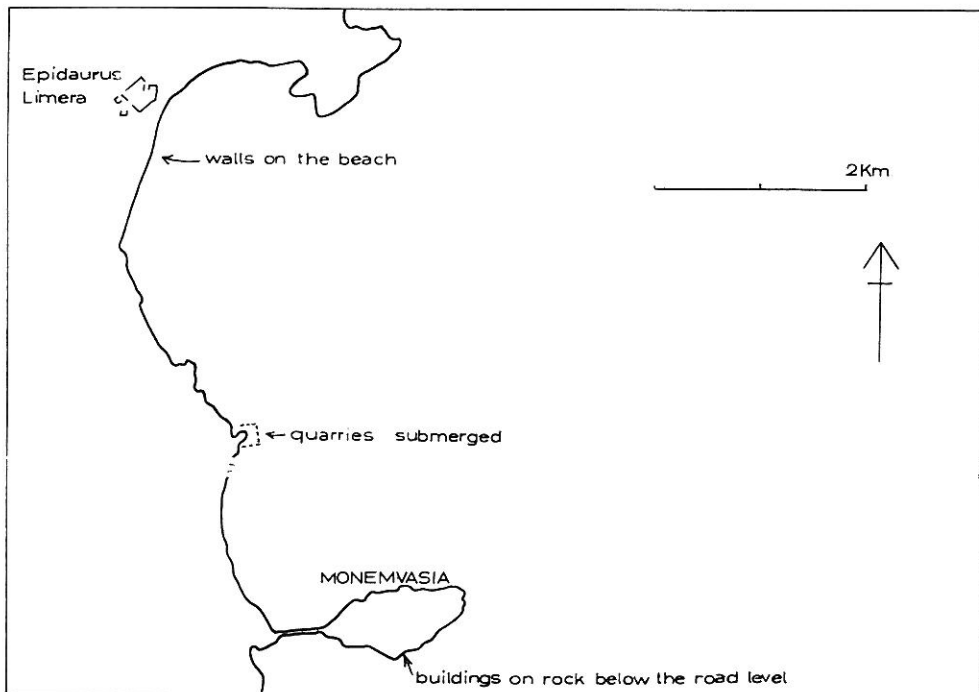 Epidaurus
Limera
walls on the beach
2Km
quarries submerged
MONEMVASIA
buildings on rock below the road level